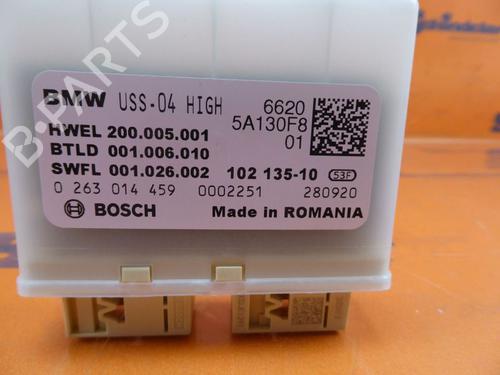 BMW USS-04 HIGH 6620
HWEL 200.005.001 5A130F8
BTLD 001.006.010 01
SWFL 001.026.002 102 135-10 S3F
0 263 014 459 0002251 280920
BOSCH Made in ROMANIA
B-PARTS